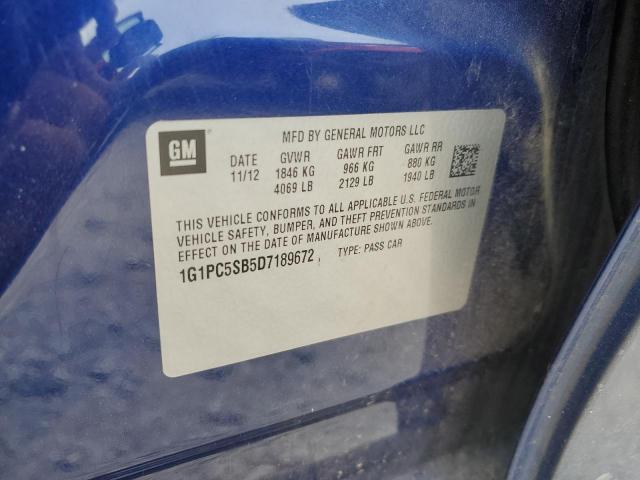 GM
MFD BY GENERAL MOTORS LLC
DATE GVWR GAWR FRT GAWR RR
11/12 1846 KG 966 KG 880 KG
4069 LB 2129 LB 1940 LB
THIS VEHICLE CONFORMS TO ALL APPLICABLE U.S. FEDERAL MOTOR
VEHICLE SAFETY, BUMPER, AND THEFT PREVENTION STANDARDS IN
EFFECT ON THE DATE OF MANUFACTURE SHOWN ABOVE.
1G1PC5SB5D7189672 TYPE: PASS CAR